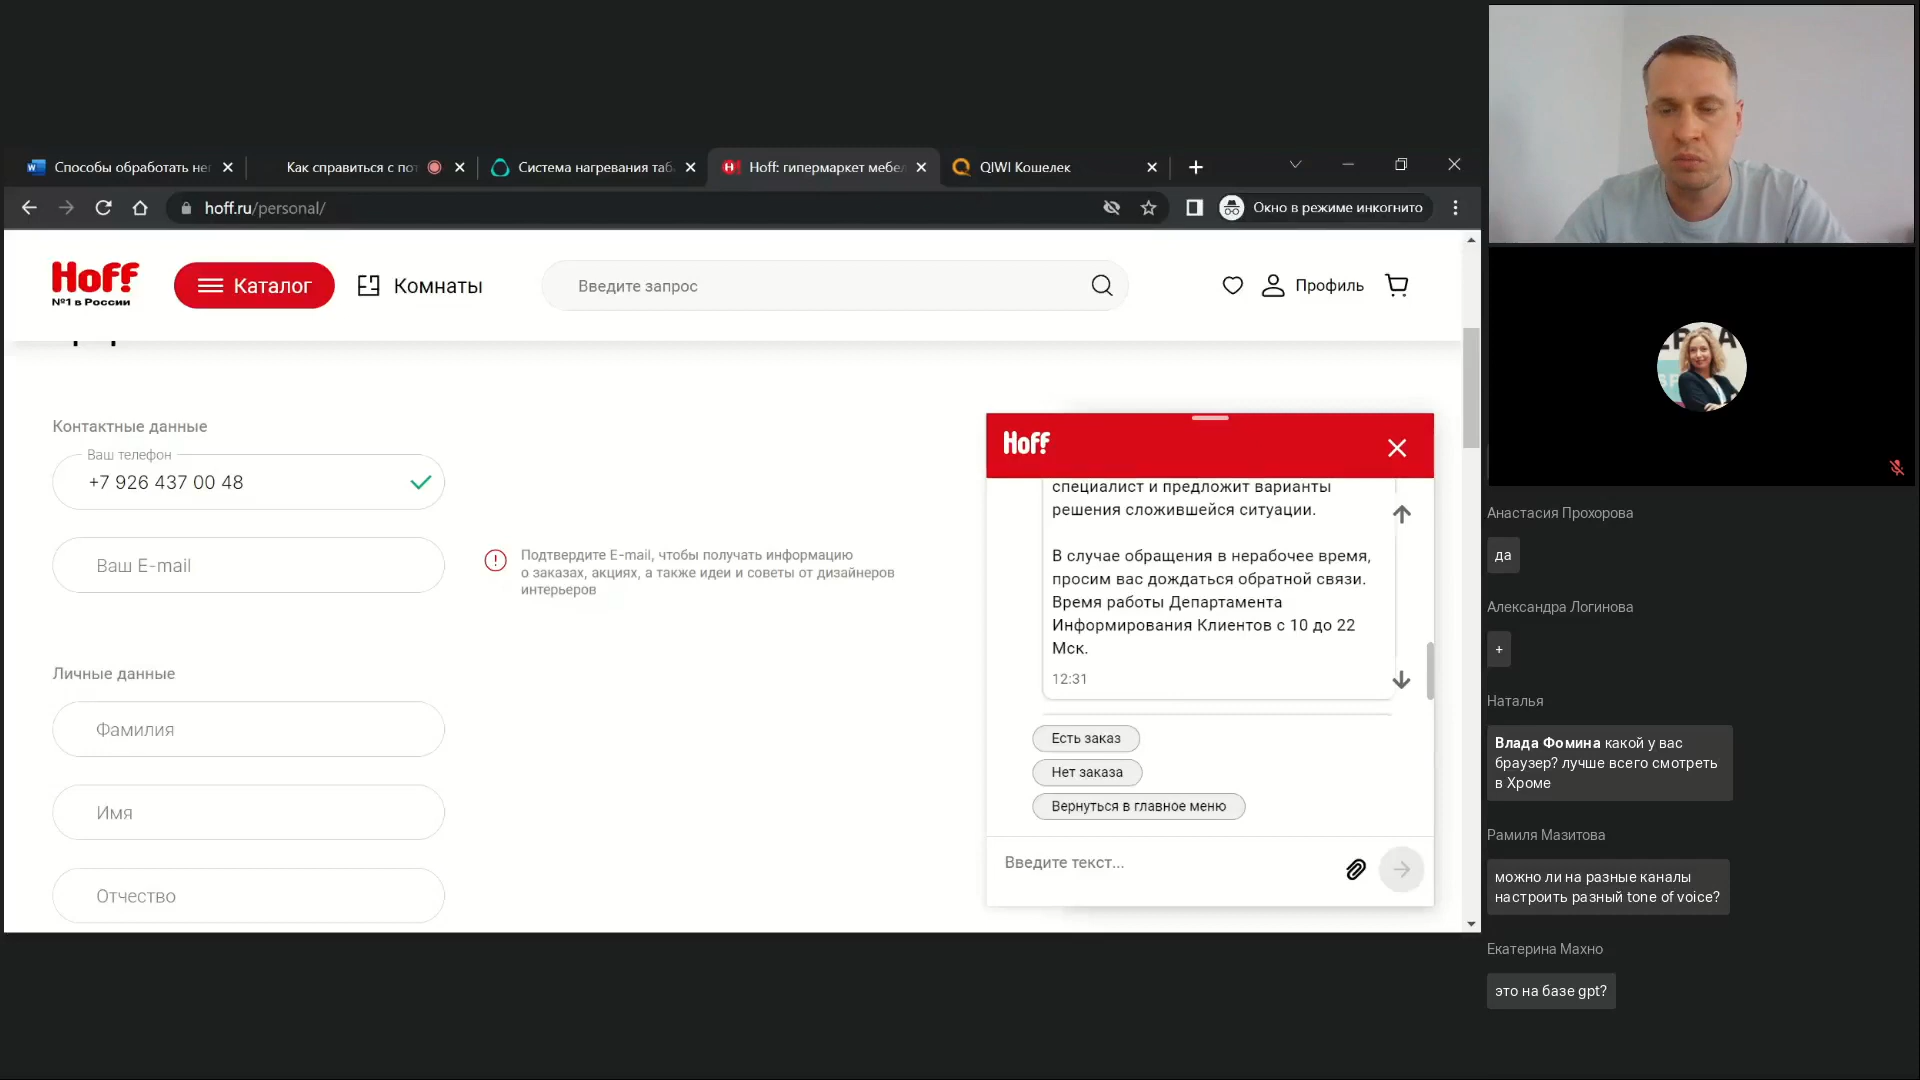 Способы обработать не
Как справиться с пот
Система нагревания таб
Hoff: гипермаркет мебел
QIWI Кошелек
hoff.ru/personal/
Окно в режиме инкогнито
Hoff
№1 в России
Каталог
Комнаты
Введите запрос
Профиль
Контактные данные
Ваш телефон
+7 926 437 00 48
Ваш E-mail
Подтвердите E-mail, чтобы получать информацию
о заказах, акциях, а также идеи и советы от дизайнеров
интерьеров
Личные данные
Фамилия
Имя
Отчество
Hoff
специалист и предложит варианты
решения сложившейся ситуации.
В случае обращения в нерабочее время,
просим вас дождаться обратной связи.
Время работы Департамента
Информирования Клиентов с 10 до 22
Мск.
12:31
Есть заказ
Нет заказа
Вернуться в главное меню
Введите текст...
Анастасия Прохорова
да
Александра Логинова
+
Наталья
Влада Фомина какой у вас
браузер? лучше всего смотреть
в Хроме
Рамиля Мазитова
можно ли на разные каналы
настроить разный tone of voice?
Екатерина Махно
это на базе gpt?